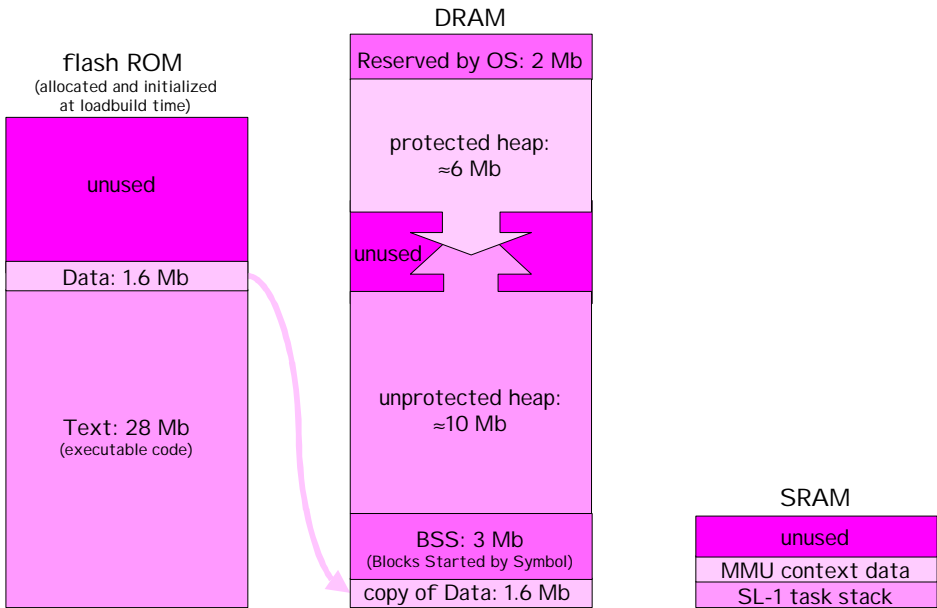 flash ROM
(allocated and initialized
at loadbuild time)
unused
Data: 1.6 Mb
Text: 28 Mb
(executable code)
DRAM
Reserved by OS: 2 Mb
protected heap:
≈6 Mb
unused
unprotected heap:
≈10 Mb
BSS: 3 Mb
(Blocks Started by Symbol)
copy of Data: 1.6 Mb
SRAM
unused
MMU context data
SL-1 task stack